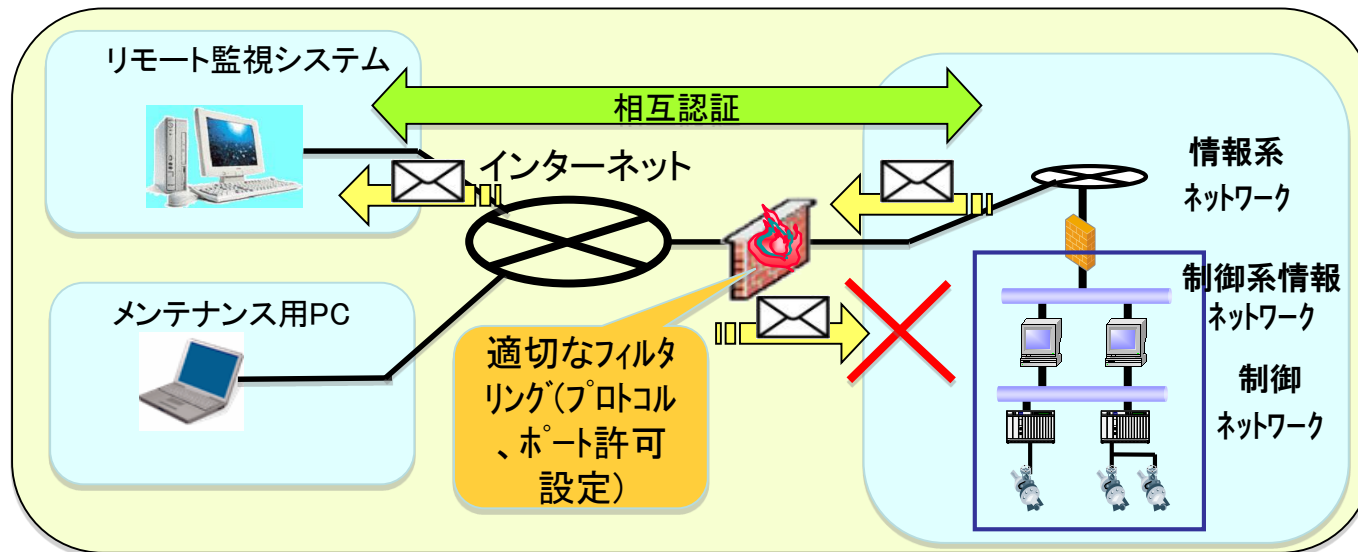 リモート監視システム
相互認証
インターネット
情報系
ネットワーク
メンテナンス用PC
適切なフィルタ
リング(プロトコル
、ポート許可
設定)
制御系情報
ネットワーク
制御
ネットワーク